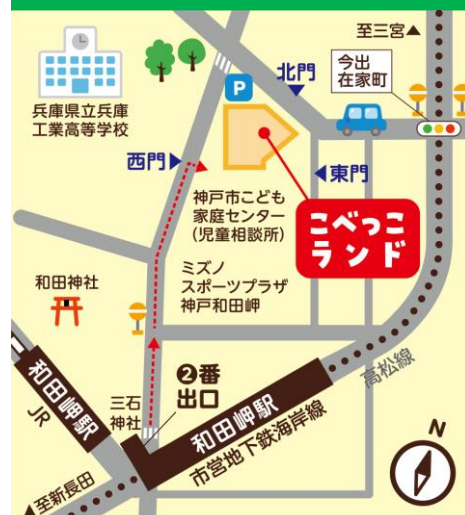 至三宮▲
今出
在家町
北門
P
兵庫県立兵庫
工業高等学校
西門
東門
神戸市こども
家庭センター
(児童相談所)
こべっこ
ランド
ミズノ
スポーツプラザ
神戸和田岬
和田神社
高松線
❷番
出口
三石
神社
和田岬駅
JR
和田岬駅
市営地下鉄海岸線
◀至新長田
N